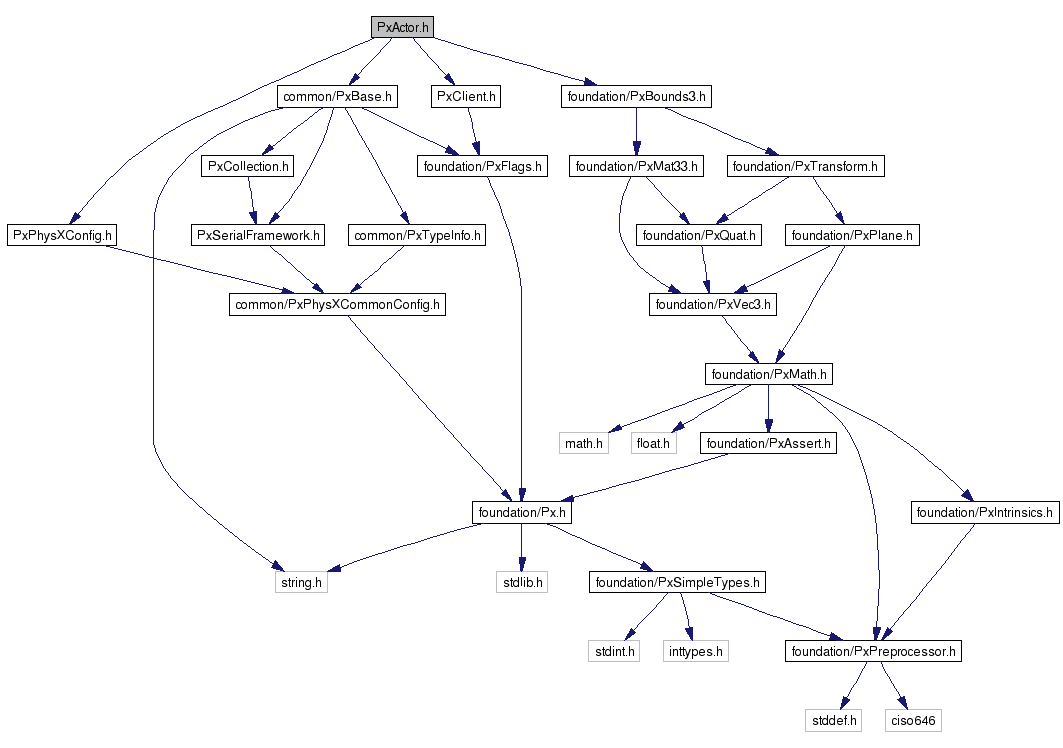 PxActor.h
common/PxBase.h
PxClient.h
foundation/PxBounds3.h
PxCollection.h
foundation/PxFlags.h
foundation/PxMat33.h
foundation/PxTransform.h
PxPhysXConfig.h
PxSerialFramework.h
common/PxTypeInfo.h
foundation/PxQuat.h
foundation/PxPlane.h
common/PxPhysXCommonConfig.h
foundation/PxVec3.h
foundation/PxMath.h
math.h
float.h
foundation/PxAssert.h
foundation/Px.h
foundation/PxIntrinsics.h
string.h
stdlib.h
foundation/PxSimpleTypes.h
stdint.h
inttypes.h
foundation/PxPreprocessor.h
stddef.h
ciso646